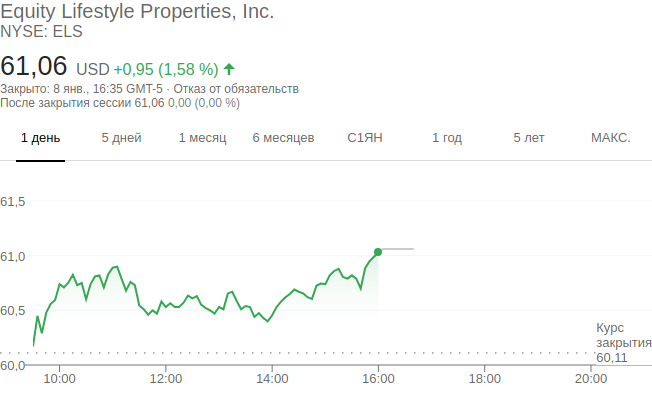 Equity Lifestyle Properties, Inc.
NYSE: ELS
61,06 USD +0,95 (1,58 %)
Закрыто: 8 янв., 16:35 GMT-5 · Отказ от обязательств
После закрытия сессии 61,06 0,00 (0,00 %)
1 день 5 дней 1 месяц 6 месяцев С1ЯН 1 год 5 лет МАКС.
61,5
61,0
60,5
Курс
закрытия
60,11
60,0
10:00 12:00 14:00 16:00 18:00 20:00